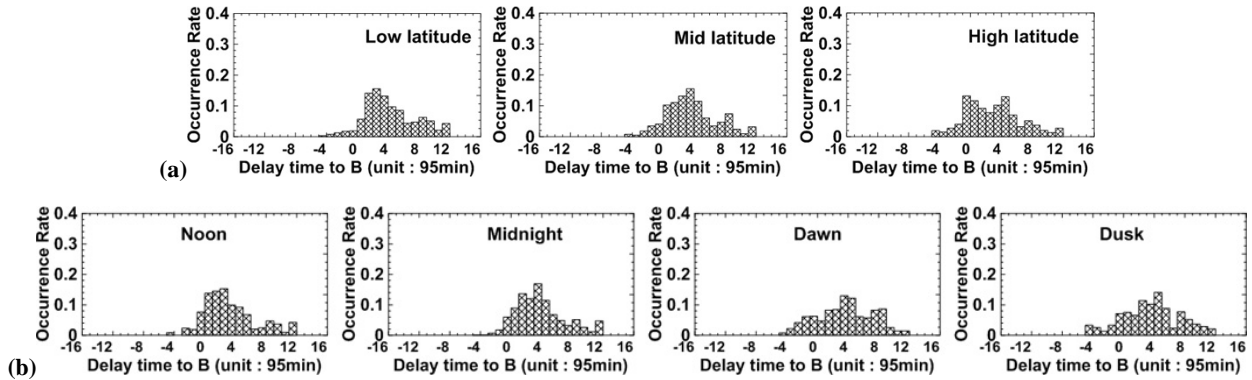 0.4
0.3
0.2
0.1
0
Occurrence Rate
Low latitude
-16 -12 -8 -4 0 4 8 12 16
Delay time to B (unit : 95min)
0.4
0.3
0.2
0.1
0
Occurrence Rate
Mid latitude
-16 -12 -8 -4 0 4 8 12 16
Delay time to B (unit : 95min)
0.4
0.3
0.2
0.1
0
Occurrence Rate
High latitude
-16 -12 -8 -4 0 4 8 12 16
Delay time to B (unit : 95min)
(a)
0.4
0.3
0.2
0.1
0
Occurrence Rate
Noon
-16 -12 -8 -4 0 4 8 12 16
Delay time to B (unit : 95min)
0.4
0.3
0.2
0.1
0
Occurrence Rate
Midnight
-16 -12 -8 -4 0 4 8 12 16
Delay time to B (unit : 95min)
0.4
0.3
0.2
0.1
0
Occurrence Rate
Dawn
-16 -12 -8 -4 0 4 8 12 16
Delay time to B (unit : 95min)
0.4
0.3
0.2
0.1
0
Occurrence Rate
Dusk
-16 -12 -8 -4 0 4 8 12 16
Delay time to B (unit : 95min)
(b)